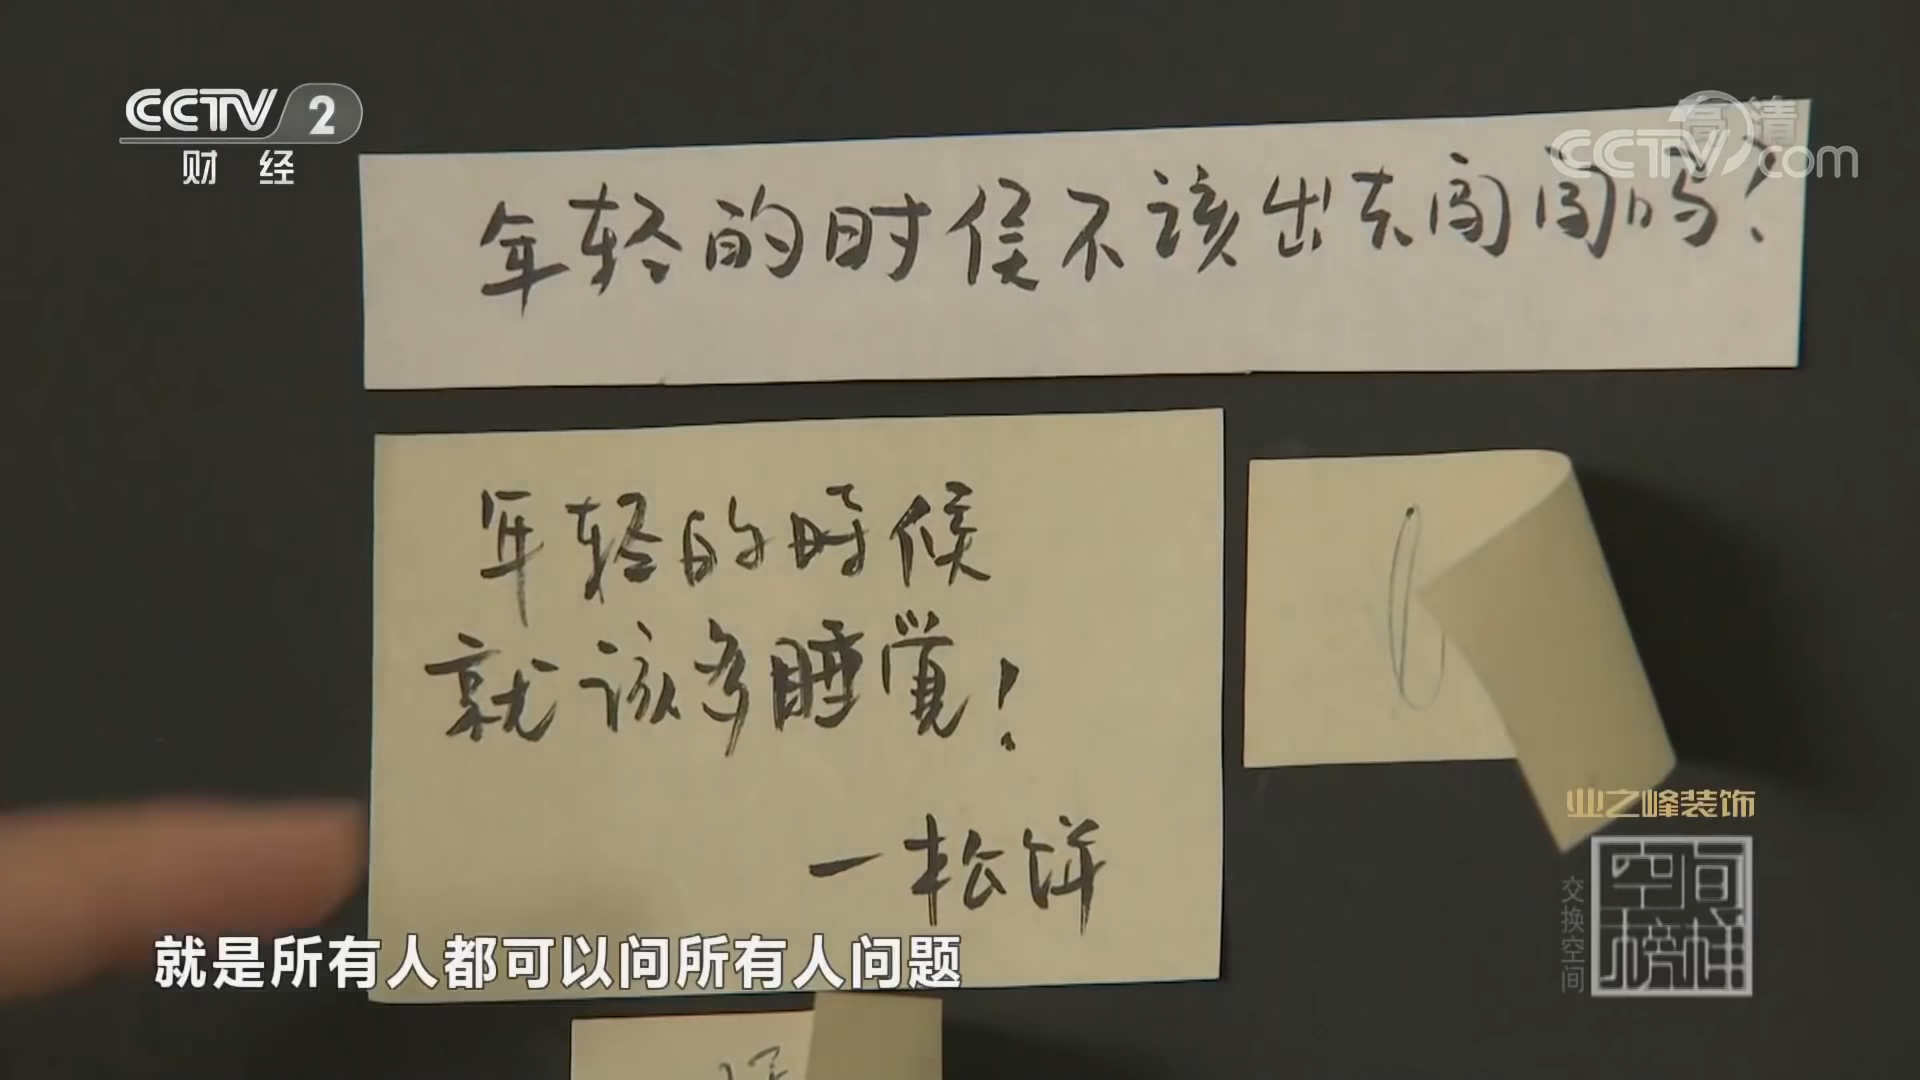 CCTV 2
财 经
高清
CCTV.com
年轻的时候不该出去闯闯吗!
年轻的时候
就该多睡觉!
一松饼
业之峰装饰
交换空间
空间榜样
就是所有人都可以问所有人问题